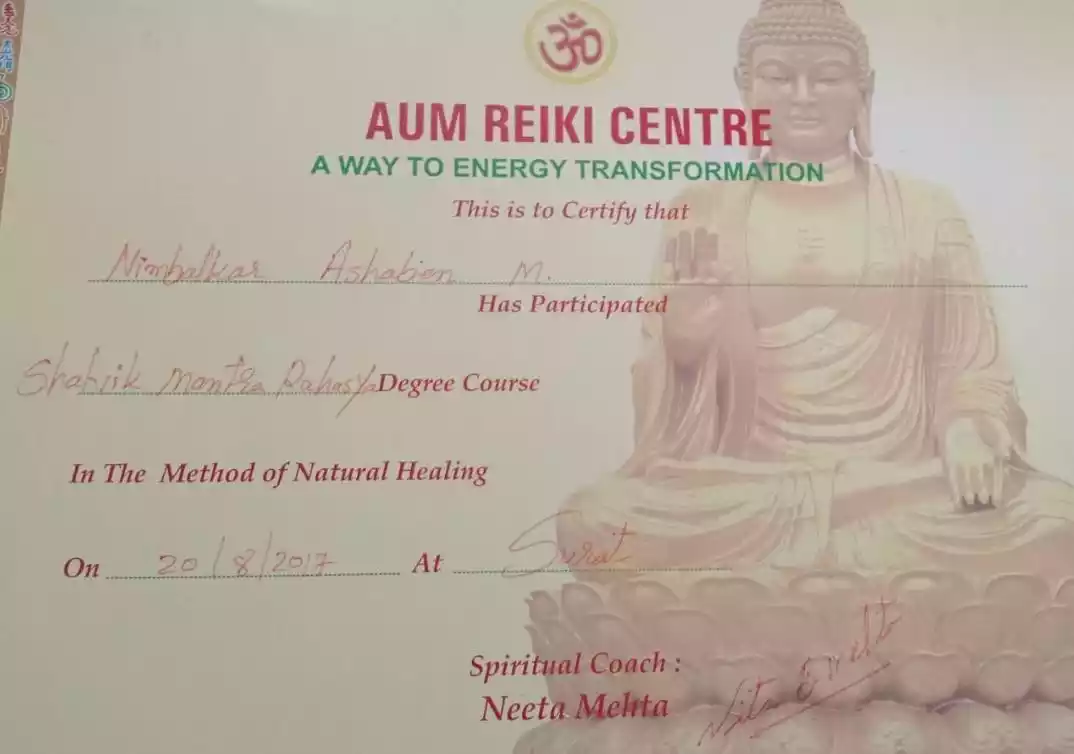 ॐ
AUM REIKI CENTRE
A WAY TO ENERGY TRANSFORMATION
This is to Certify that
Nimbalkar Ashaben M.
Has Participated
Mantra Rahasya Degree Course
In The Method of Natural Healing
On 20/8/2017 At Surat
Spiritual Coach :
Neeta Mehta